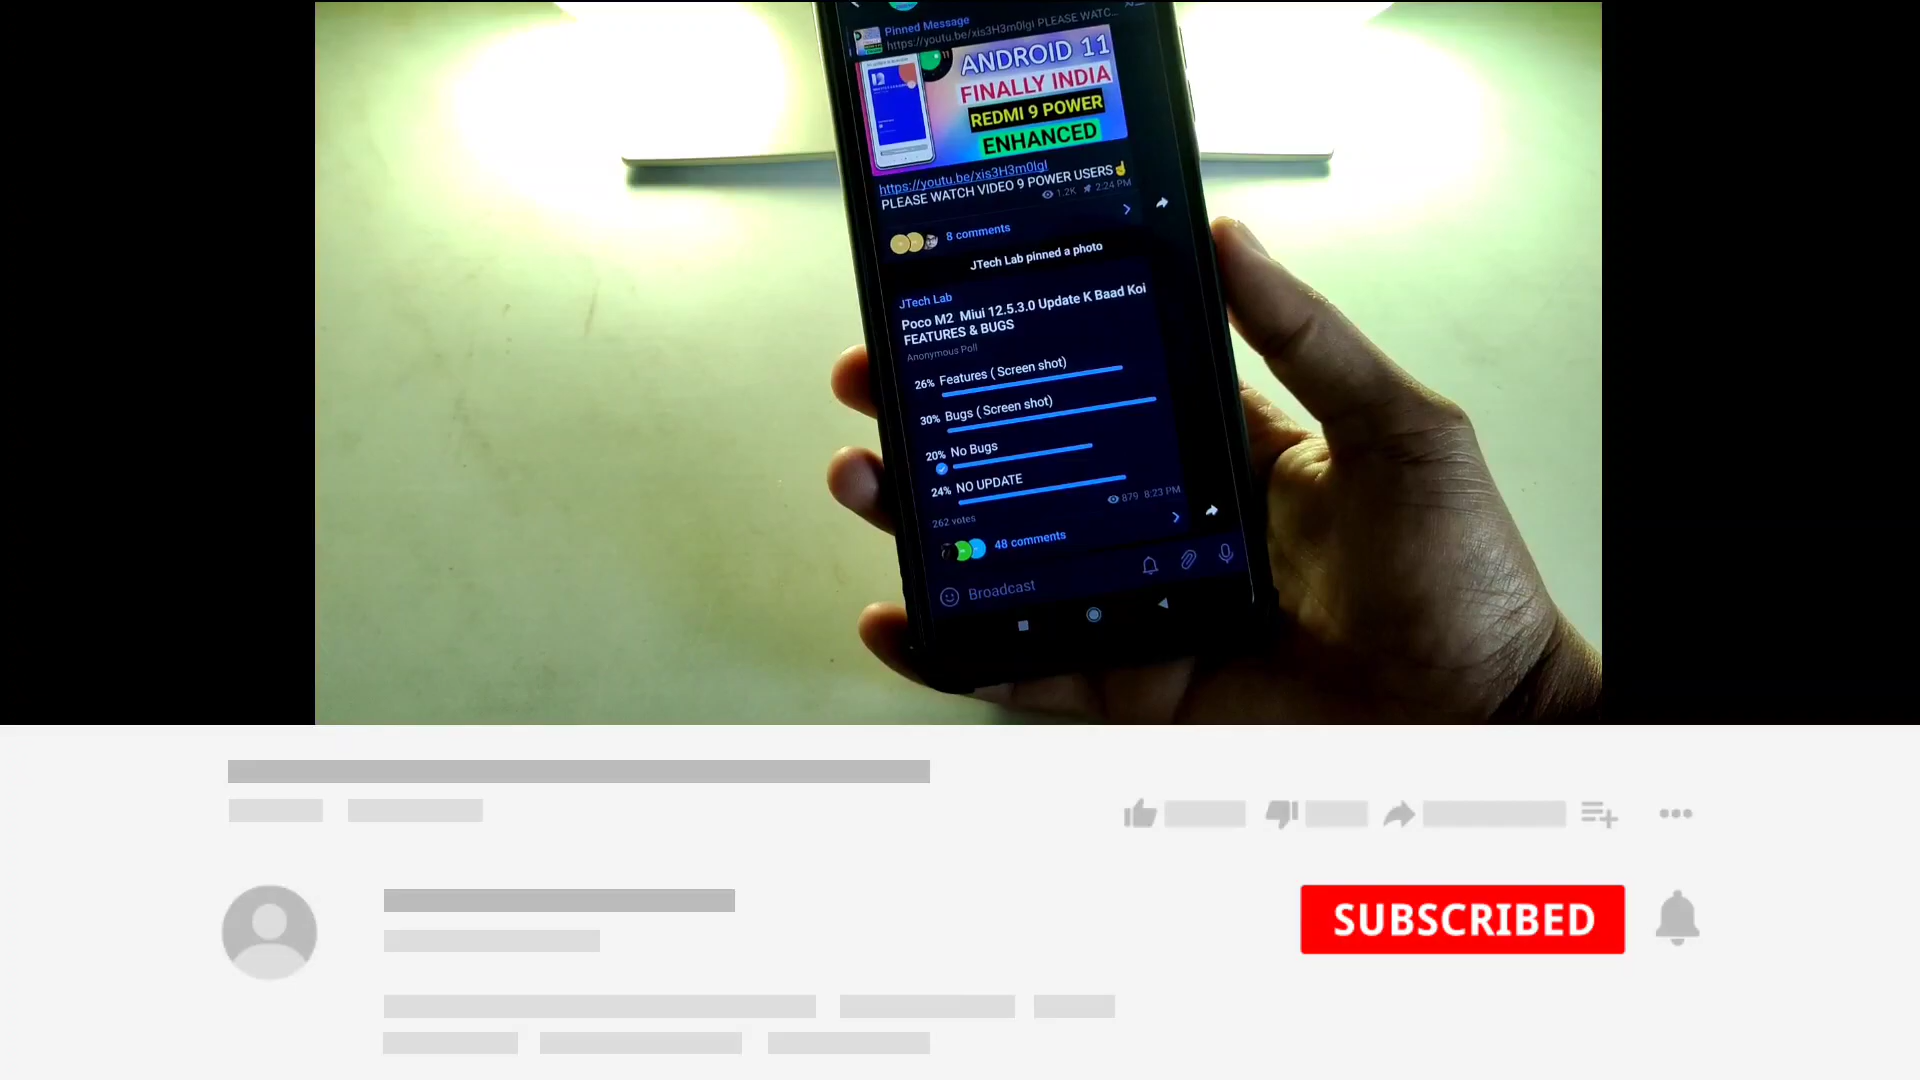 Pinned Message
https://youtu.be/xis3H3m0lgI PLEASE WATC...
11
ANDROID 11
FINALLY INDIA
REDMI 9 POWER
ENHANCED
https://youtu.be/xis3H3m0lgI
PLEASE WATCH VIDEO 9 POWER USERS☝
1.2K 2:24 PM
8 comments
JTech Lab pinned a photo
JTech Lab
Poco M2 Miui 12.5.3.0 Update K Baad Koi
FEATURES & BUGS
Anonymous Poll
26% Features ( Screen shot)
30% Bugs ( Screen shot)
20% No Bugs
24% NO UPDATE
262 votes
879 8:23 PM
48 comments
Broadcast
SUBSCRIBED